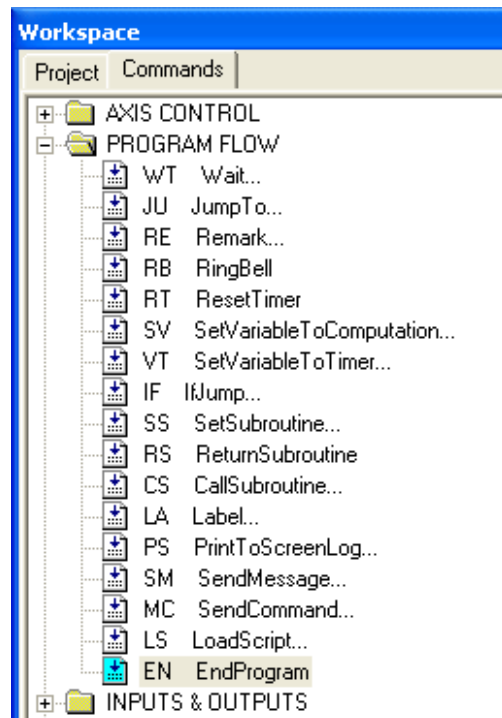 Workspace
Project Commands
AXIS CONTROL
PROGRAM FLOW
WT Wait...
JU JumpTo...
RE Remark...
RB RingBell
RT ResetTimer
SV SetVariableToComputation...
VT SetVariableToTimer...
IF IfJump...
SS SetSubroutine...
RS ReturnSubroutine
CS CallSubroutine...
LA Label...
PS PrintToScreenLog...
SM SendMessage...
MC SendCommand...
LS LoadScript...
EN EndProgram
INPUTS & OUTPUTS